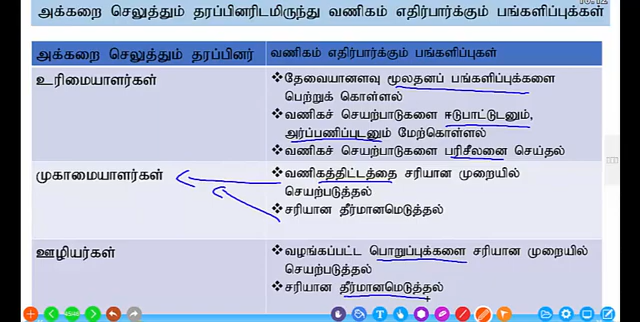 அக்கறை செலுத்தும் தரப்பினரிடமிருந்து வணிகம் எதிர்பார்க்கும் பங்களிப்புக்கள்
அக்கறை செலுத்தும் தரப்பினர்
வணிகம் எதிர்பார்க்கும் பங்களிப்புகள்
உரிமையாளர்கள்
❖தேவையானளவு மூலதனப் பங்களிப்புக்களை
பெற்றுக் கொள்ளல்
❖வணிகச் செயற்பாடுகளை ஈடுபாட்டுடனும்,
அர்ப்பணிப்புடனும் மேற்கொள்ளல்
❖வணிகச் செயற்பாடுகளை பரிசீலனை செய்தல்
முகாமையாளர்கள்
❖வணிகத்திட்டத்தை சரியான முறையில்
செயற்படுத்தல்
❖சரியான தீர்மானமெடுத்தல்
ஊழியர்கள்
❖வழங்கப்பட்ட பொறுப்புக்களை சரியான முறையில்
செயற்படுத்தல்
❖சரியான தீர்மானமெடுத்தல்